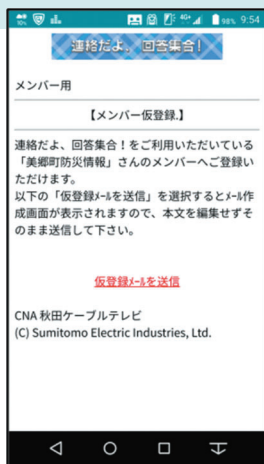 98% 9:54
連絡だよ、回答集合!
メンバー用
【メンバー仮登録.】
連絡だよ、回答集合!をご利用いただいている
「美郷町防災情報」さんのメンバーへご登録い
ただけます。
以下の「仮登録メールを送信」を選択するとメール作
成画面が表示されますので、本文を編集せずそ
のまま送信して下さい。
仮登録メールを送信
CNA 秋田ケーブルテレビ
(C) Sumitomo Electric Industries, Ltd.